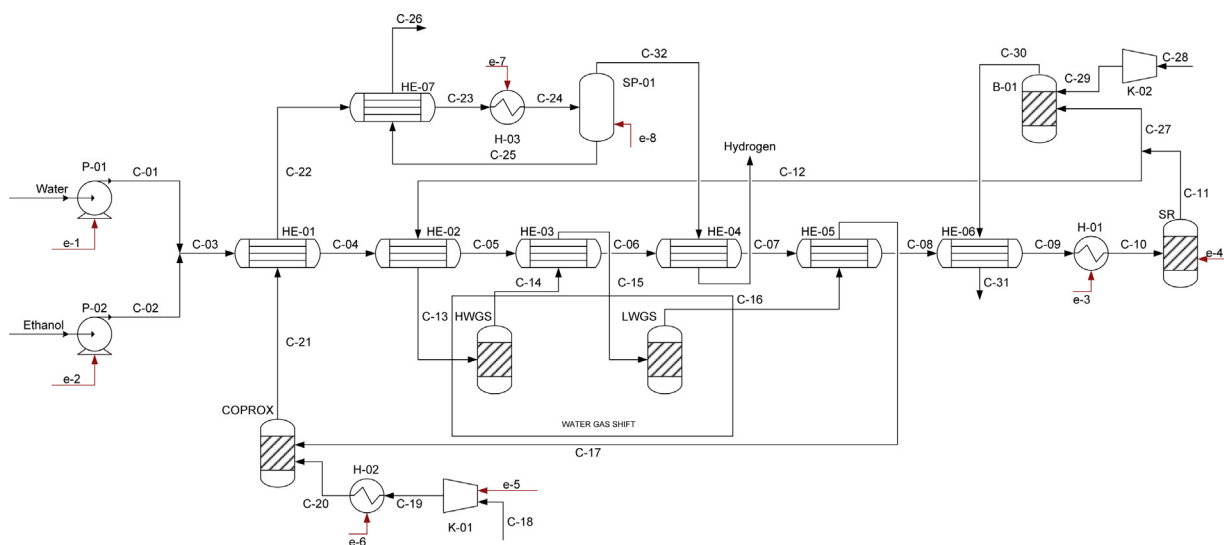 C-26
C-32
C-30
C-28
e-7
SP-01
B-01
C-29
HE-07
C-23
C-24
K-02
H-03
C-27
e-8
C-25
Hydrogen
P-01
C-01
C-22
C-12
Water
C-11
e-1
SR
C-03
HE-01
C-04
HE-02
C-05
HE-03
C-06
HE-04
C-07
HE-05
C-08
HE-06
C-09
H-01
C-10
e-4
C-14
C-15
C-31
P-02
C-02
C-16
e-3
C-13
HWGS
LWGS
Ethanol
C-21
e-2
COPROX
WATER GAS SHIFT
C-17
H-02
e-5
C-20
C-19
K-01
C-18
e-6